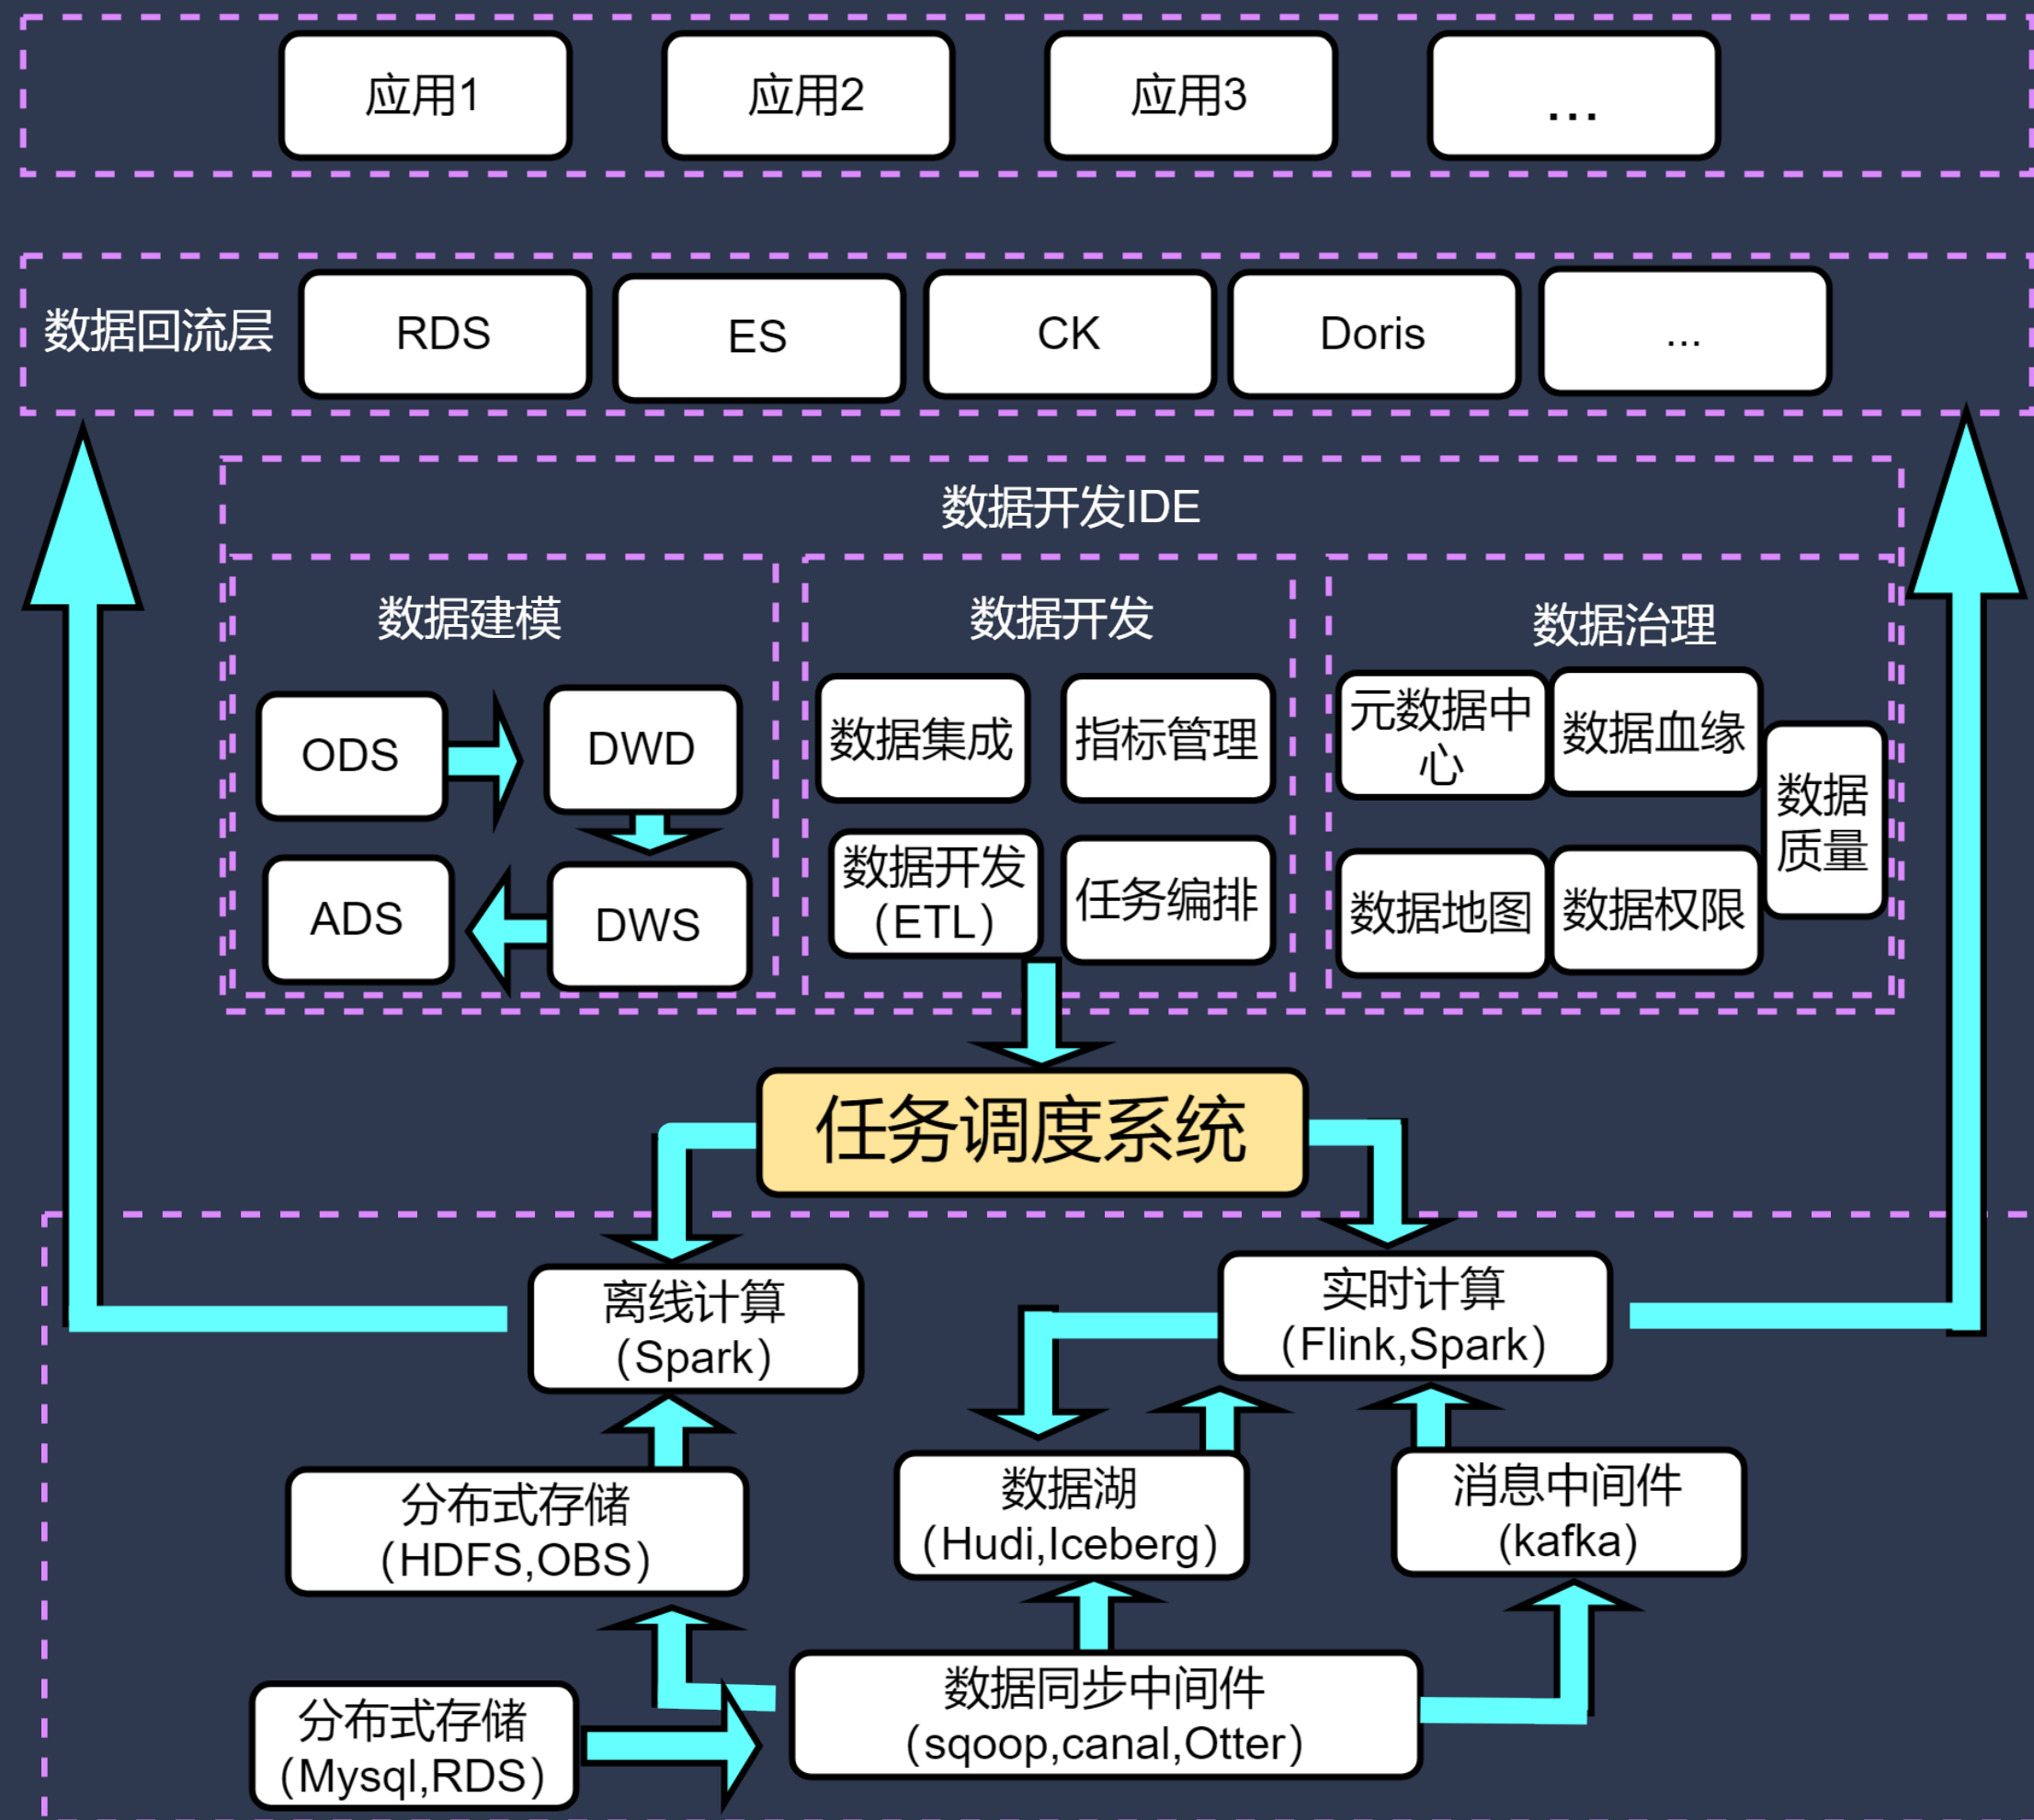 应用1
应用2
应用3
...
数据回流层
RDS
ES
CK
Doris
...
数据开发IDE
数据建模
ODS
DWD
ADS
DWS
数据开发
数据集成
指标管理
数据开发
（ETL）
任务编排
数据治理
元数据中
心
数据血缘
数据
质量
数据地图
数据权限
任务调度系统
离线计算
（Spark）
实时计算
（Flink,Spark）
分布式存储
（HDFS,OBS）
数据湖
（Hudi,Iceberg）
消息中间件
(kafka)
分布式存储
（Mysql,RDS）
数据同步中间件
（sqoop,canal,Otter）